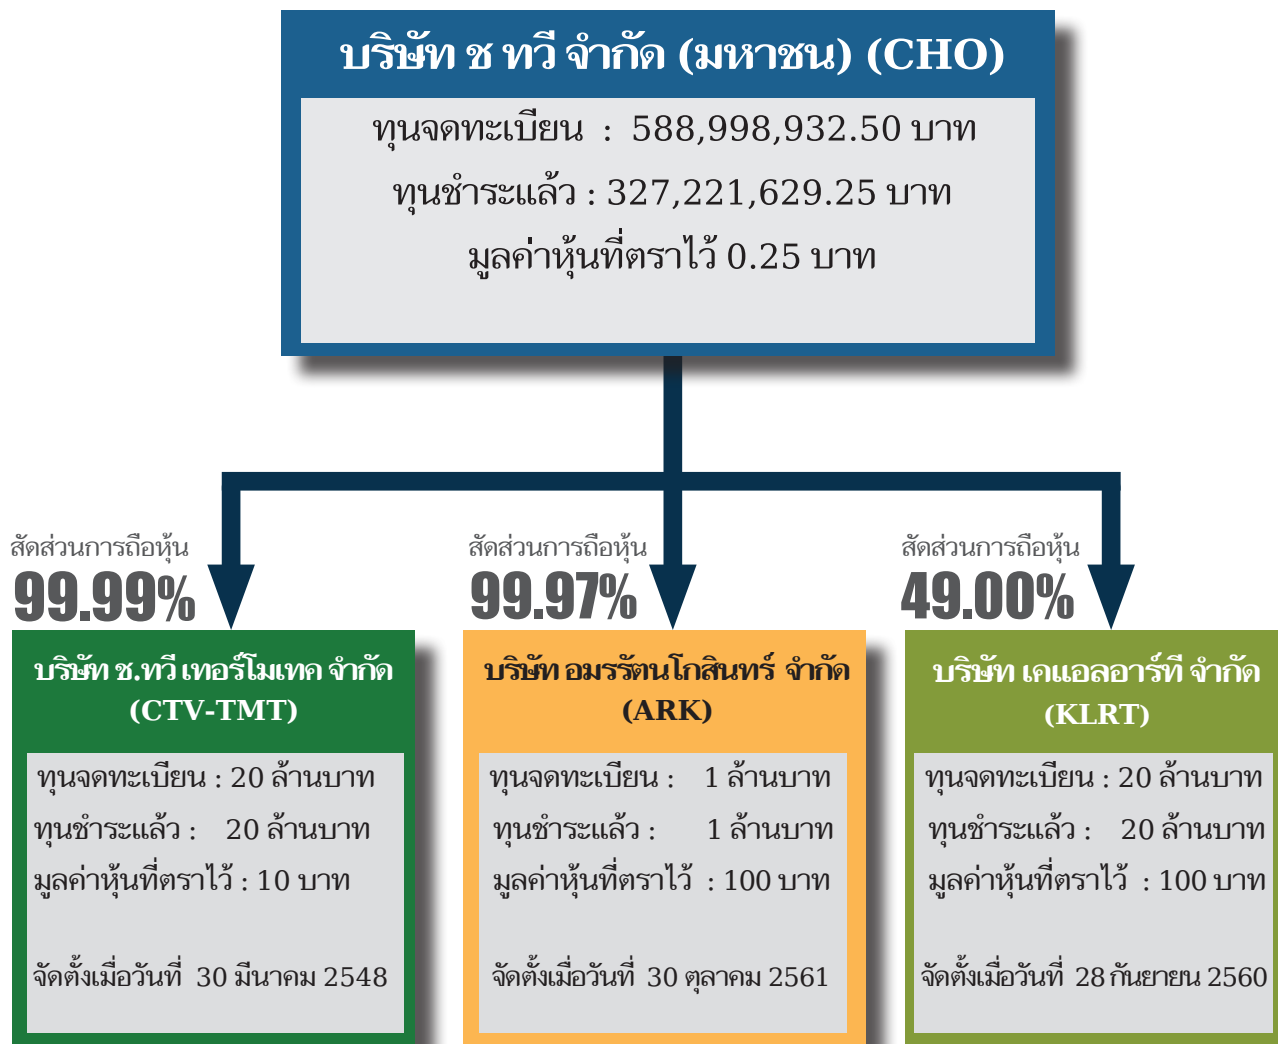 บริษัท ช ทวี จำกัด (มหาชน) (CHO)
ทุนจดทะเบียน : 588,998,932.50 บาท
ทุนชำระแล้ว : 327,221,629.25 บาท
มูลค่าหุ้นที่ตราไว้ 0.25 บาท
สัดส่วนการถือหุ้น
99.99%
บริษัท ช.ทวี เทอร์โมเทค จำกัด
(CTV-TMT)
ทุนจดทะเบียน : 20 ล้านบาท
ทุนชำระแล้ว : 20 ล้านบาท
มูลค่าหุ้นที่ตราไว้ : 10 บาท
จัดตั้งเมื่อวันที่ 30 มีนาคม 2548
สัดส่วนการถือหุ้น
99.97%
บริษัท อมรรัตนโกสินทร์ จำกัด
(ARK)
ทุนจดทะเบียน : 1 ล้านบาท
ทุนชำระแล้ว : 1 ล้านบาท
มูลค่าหุ้นที่ตราไว้ : 100 บาท
จัดตั้งเมื่อวันที่ 30 ตุลาคม 2561
สัดส่วนการถือหุ้น
49.00%
บริษัท เคแอลอาร์ที จำกัด
(KLRT)
ทุนจดทะเบียน : 20 ล้านบาท
ทุนชำระแล้ว : 20 ล้านบาท
มูลค่าหุ้นที่ตราไว้ : 100 บาท
จัดตั้งเมื่อวันที่ 28 กันยายน 2560